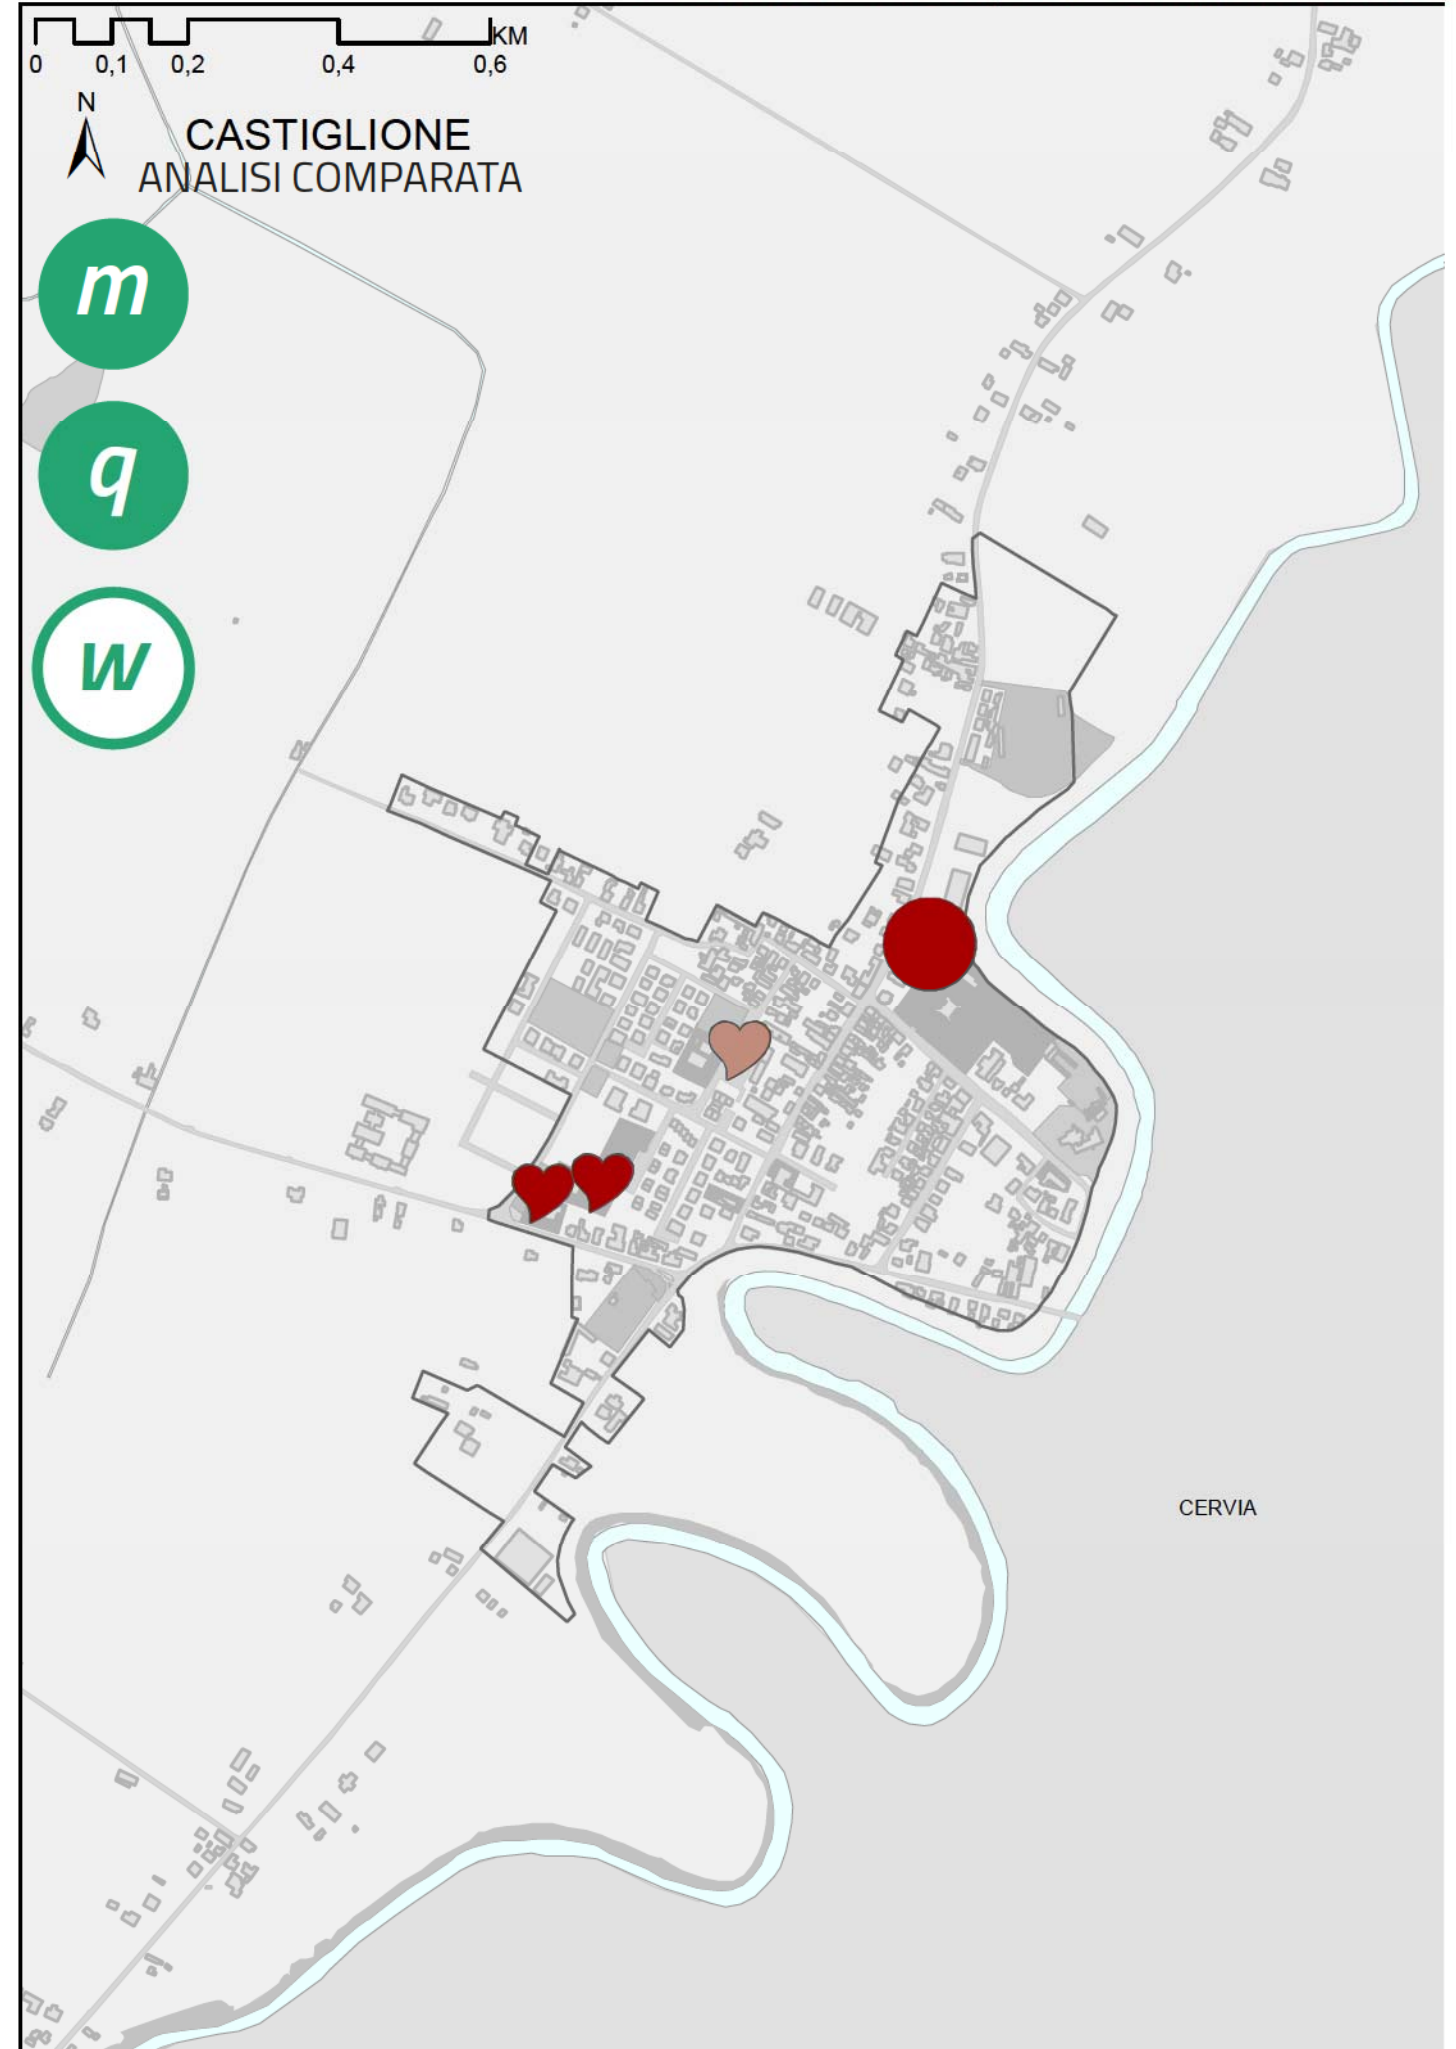 KM
0 0,1 0,2 0,4 0,6
N
CASTIGLIONE
ANALISI COMPARATA
m
q
w
CERVIA